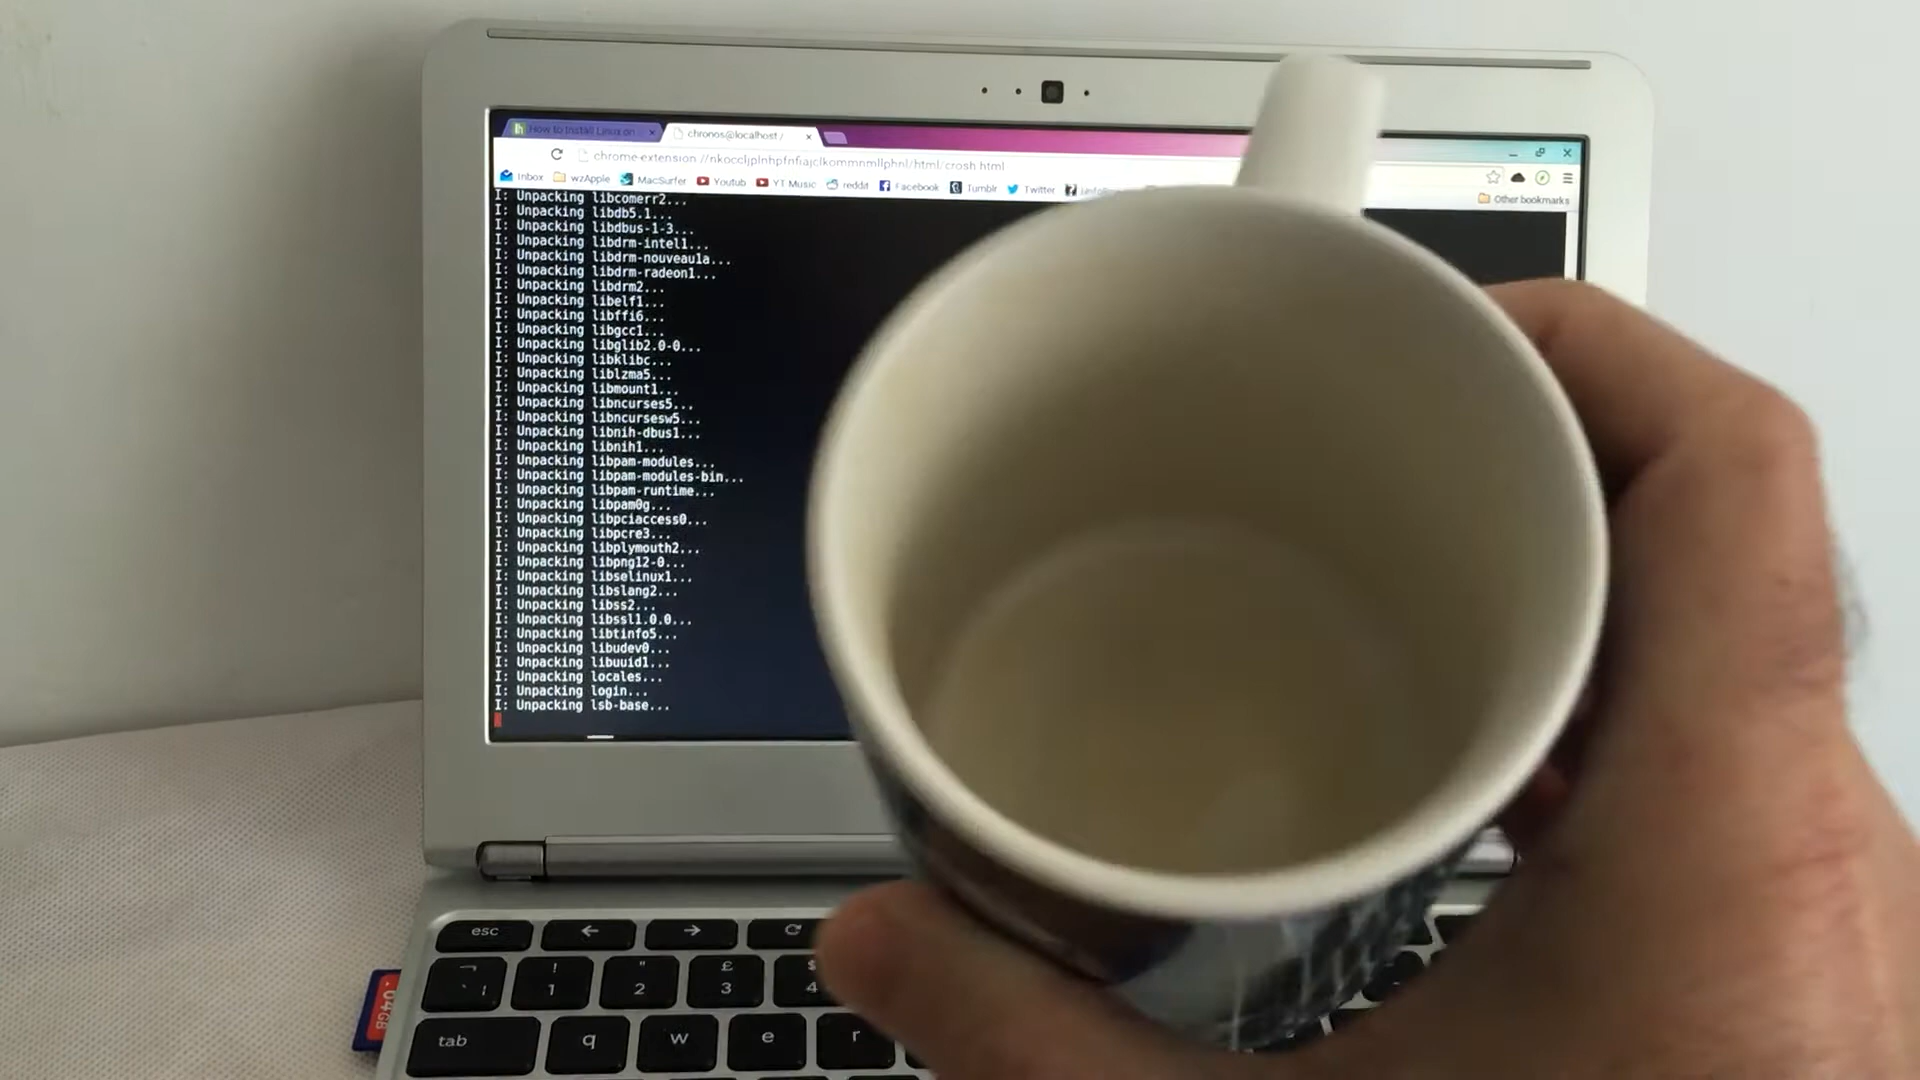 How to Install Linux on
chronos@localhost /
chrome-extension://nkoccljplnhpfnfiajclkommnmllphnl/html/crosh.html
Inbox wzApple MacSurfer Youtube YT Music reddit Facebook Tumblr Twitter
Other bookmarks
I: Unpacking libcomerr2...
I: Unpacking libdb5.1...
I: Unpacking libdbus-1-3...
I: Unpacking libdrm-intel1...
I: Unpacking libdrm-nouveau1a...
I: Unpacking libdrm-radeon1...
I: Unpacking libdrm2...
I: Unpacking libelf1...
I: Unpacking libffi6...
I: Unpacking libgcc1...
I: Unpacking libglib2.0-0...
I: Unpacking libklibc...
I: Unpacking liblzma5...
I: Unpacking libmount1...
I: Unpacking libncurses5...
I: Unpacking libncursesw5...
I: Unpacking libnih-dbus1...
I: Unpacking libnih1...
I: Unpacking libpam-modules...
I: Unpacking libpam-modules-bin...
I: Unpacking libpam-runtime...
I: Unpacking libpam0g...
I: Unpacking libpciaccess0...
I: Unpacking libpcre3...
I: Unpacking libplymouth2...
I: Unpacking libpng12-0...
I: Unpacking libselinux1...
I: Unpacking libslang2...
I: Unpacking libss2...
I: Unpacking libssl1.0.0...
I: Unpacking libtinfo5...
I: Unpacking libudev0...
I: Unpacking libuuid1...
I: Unpacking locales...
I: Unpacking login...
I: Unpacking lsb-base...
esc
! " £ $
1 2 3 4
tab q w e r